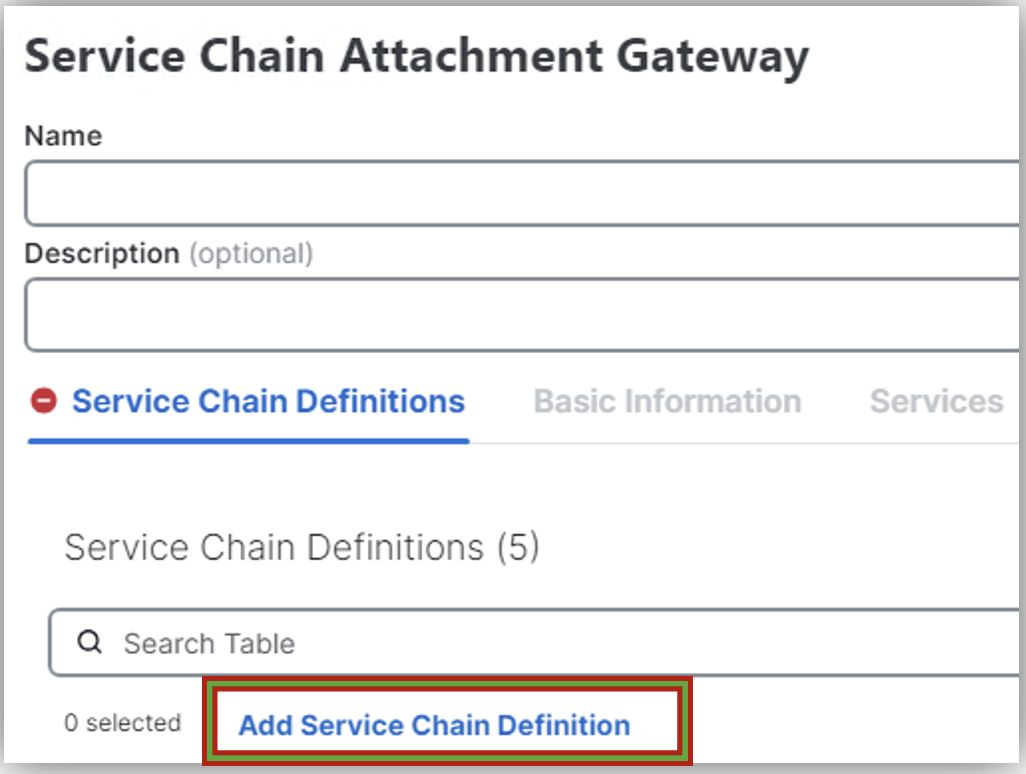 Service Chain Attachment Gateway
Name
Description (optional)
Service Chain Definitions Basic Information Services
Service Chain Definitions (5)
Search Table
0 selected Add Service Chain Definition